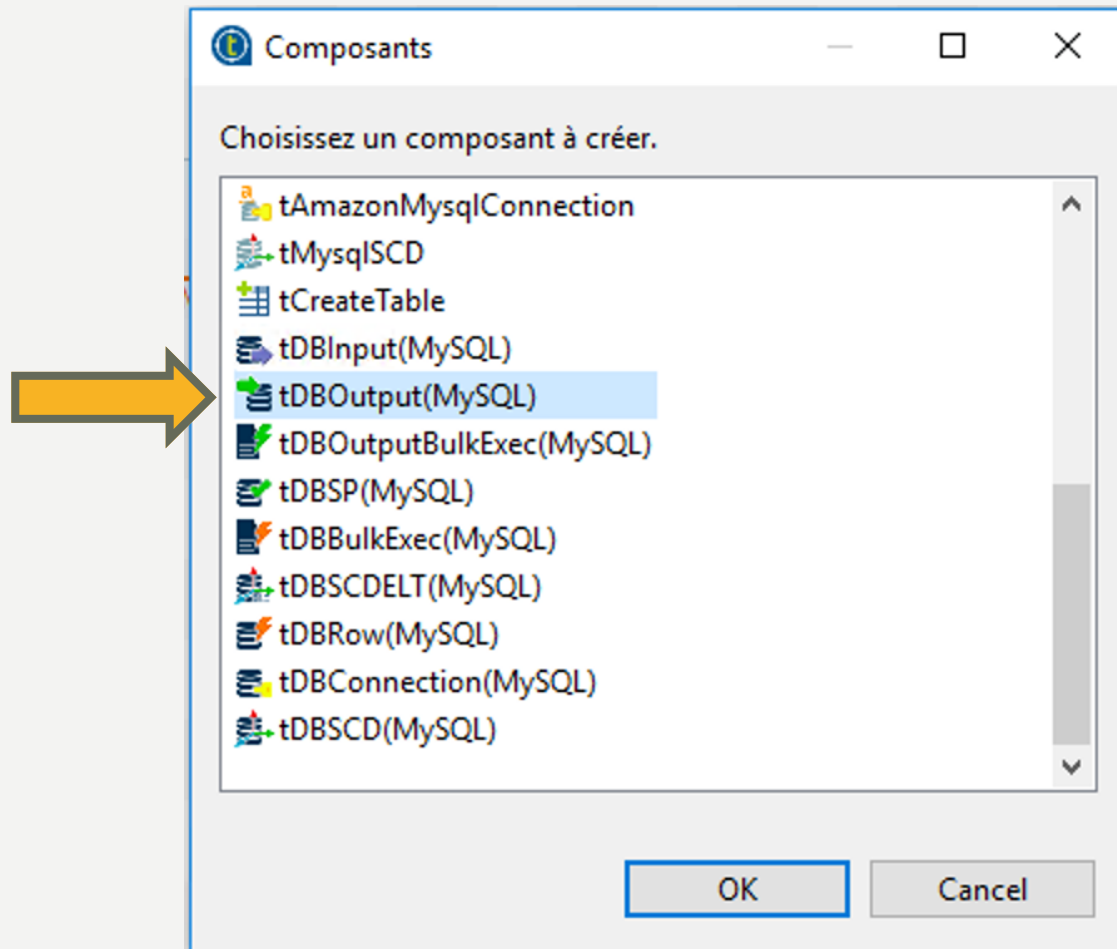 Composants
Choisissez un composant à créer.
tAmazonMysqlConnection
tMysqlSCD
tCreateTable
tDBInput(MySQL)
tDBOutput(MySQL)
tDBOutputBulkExec(MySQL)
tDBSP(MySQL)
tDBBulkExec(MySQL)
tDBSCDELT(MySQL)
tDBRow(MySQL)
tDBConnection(MySQL)
tDBSCD(MySQL)
OK Cancel